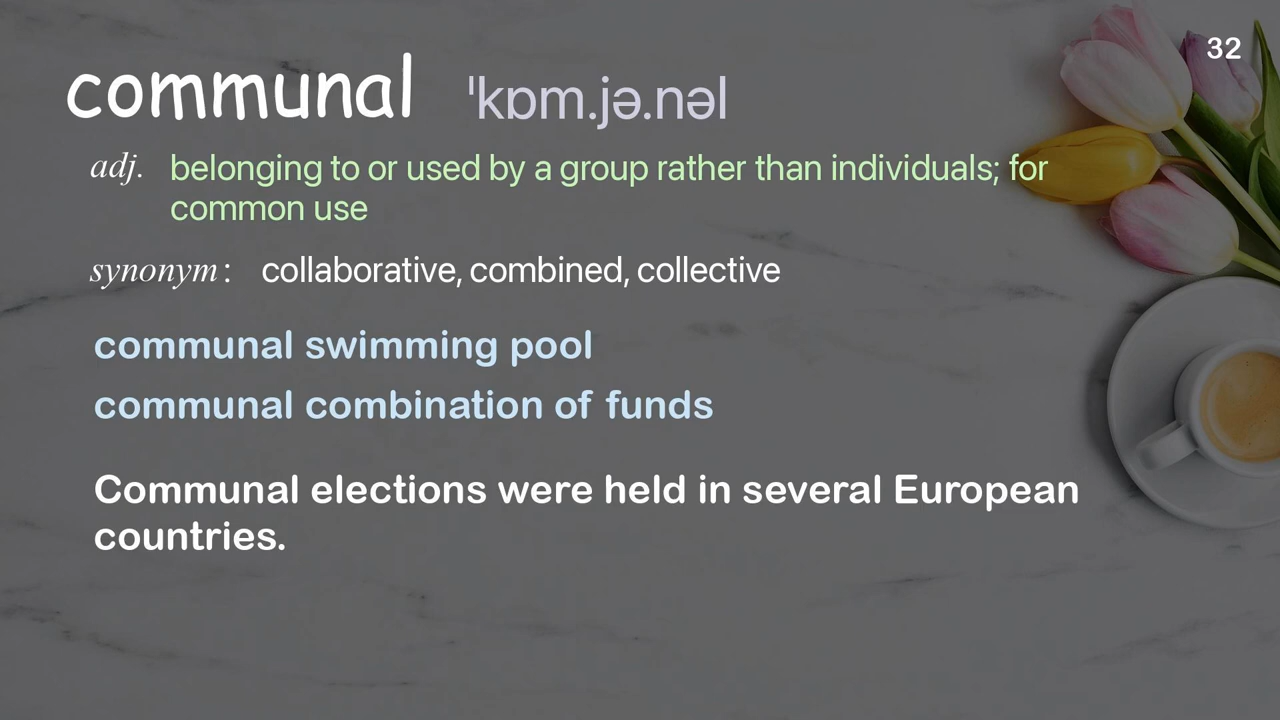 32
communal ˈkɒm.jə.nəl
adj. belonging to or used by a group rather than individuals; for
common use
synonym: collaborative, combined, collective
communal swimming pool
communal combination of funds
Communal elections were held in several European
countries.